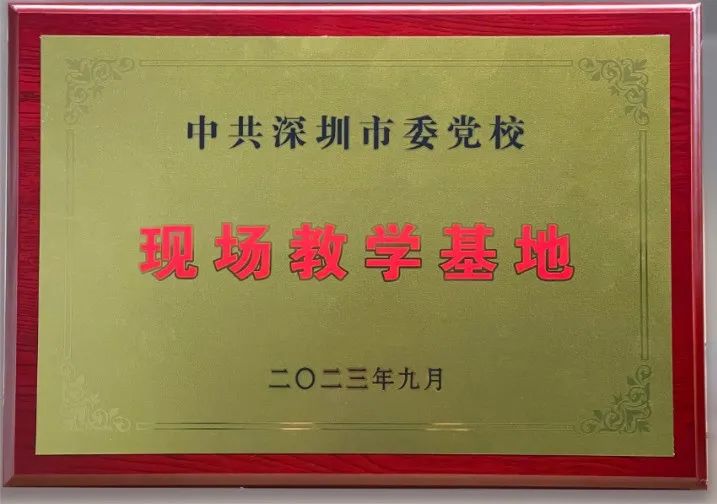 中共深圳市委党校
现场教学基地
二〇二三年九月